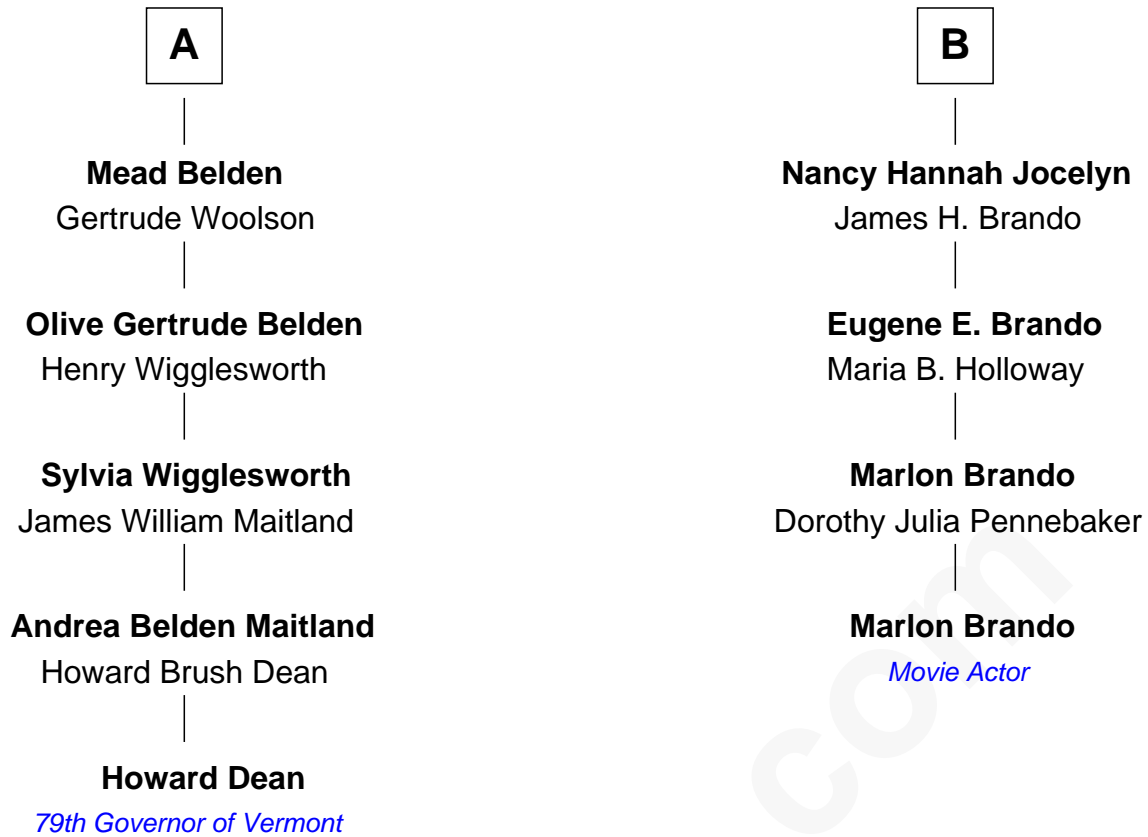 A
Mead Belden
Gertrude Woolson
Olive Gertrude Belden
Henry Wigglesworth
Sylvia Wigglesworth
James William Maitland
Andrea Belden Maitland
Howard Brush Dean
Howard Dean
79th Governor of Vermont
B
Nancy Hannah Jocelyn
James H. Brando
Eugene E. Brando
Maria B. Holloway
Marlon Brando
Dorothy Julia Pennebaker
Marlon Brando
Movie Actor
com